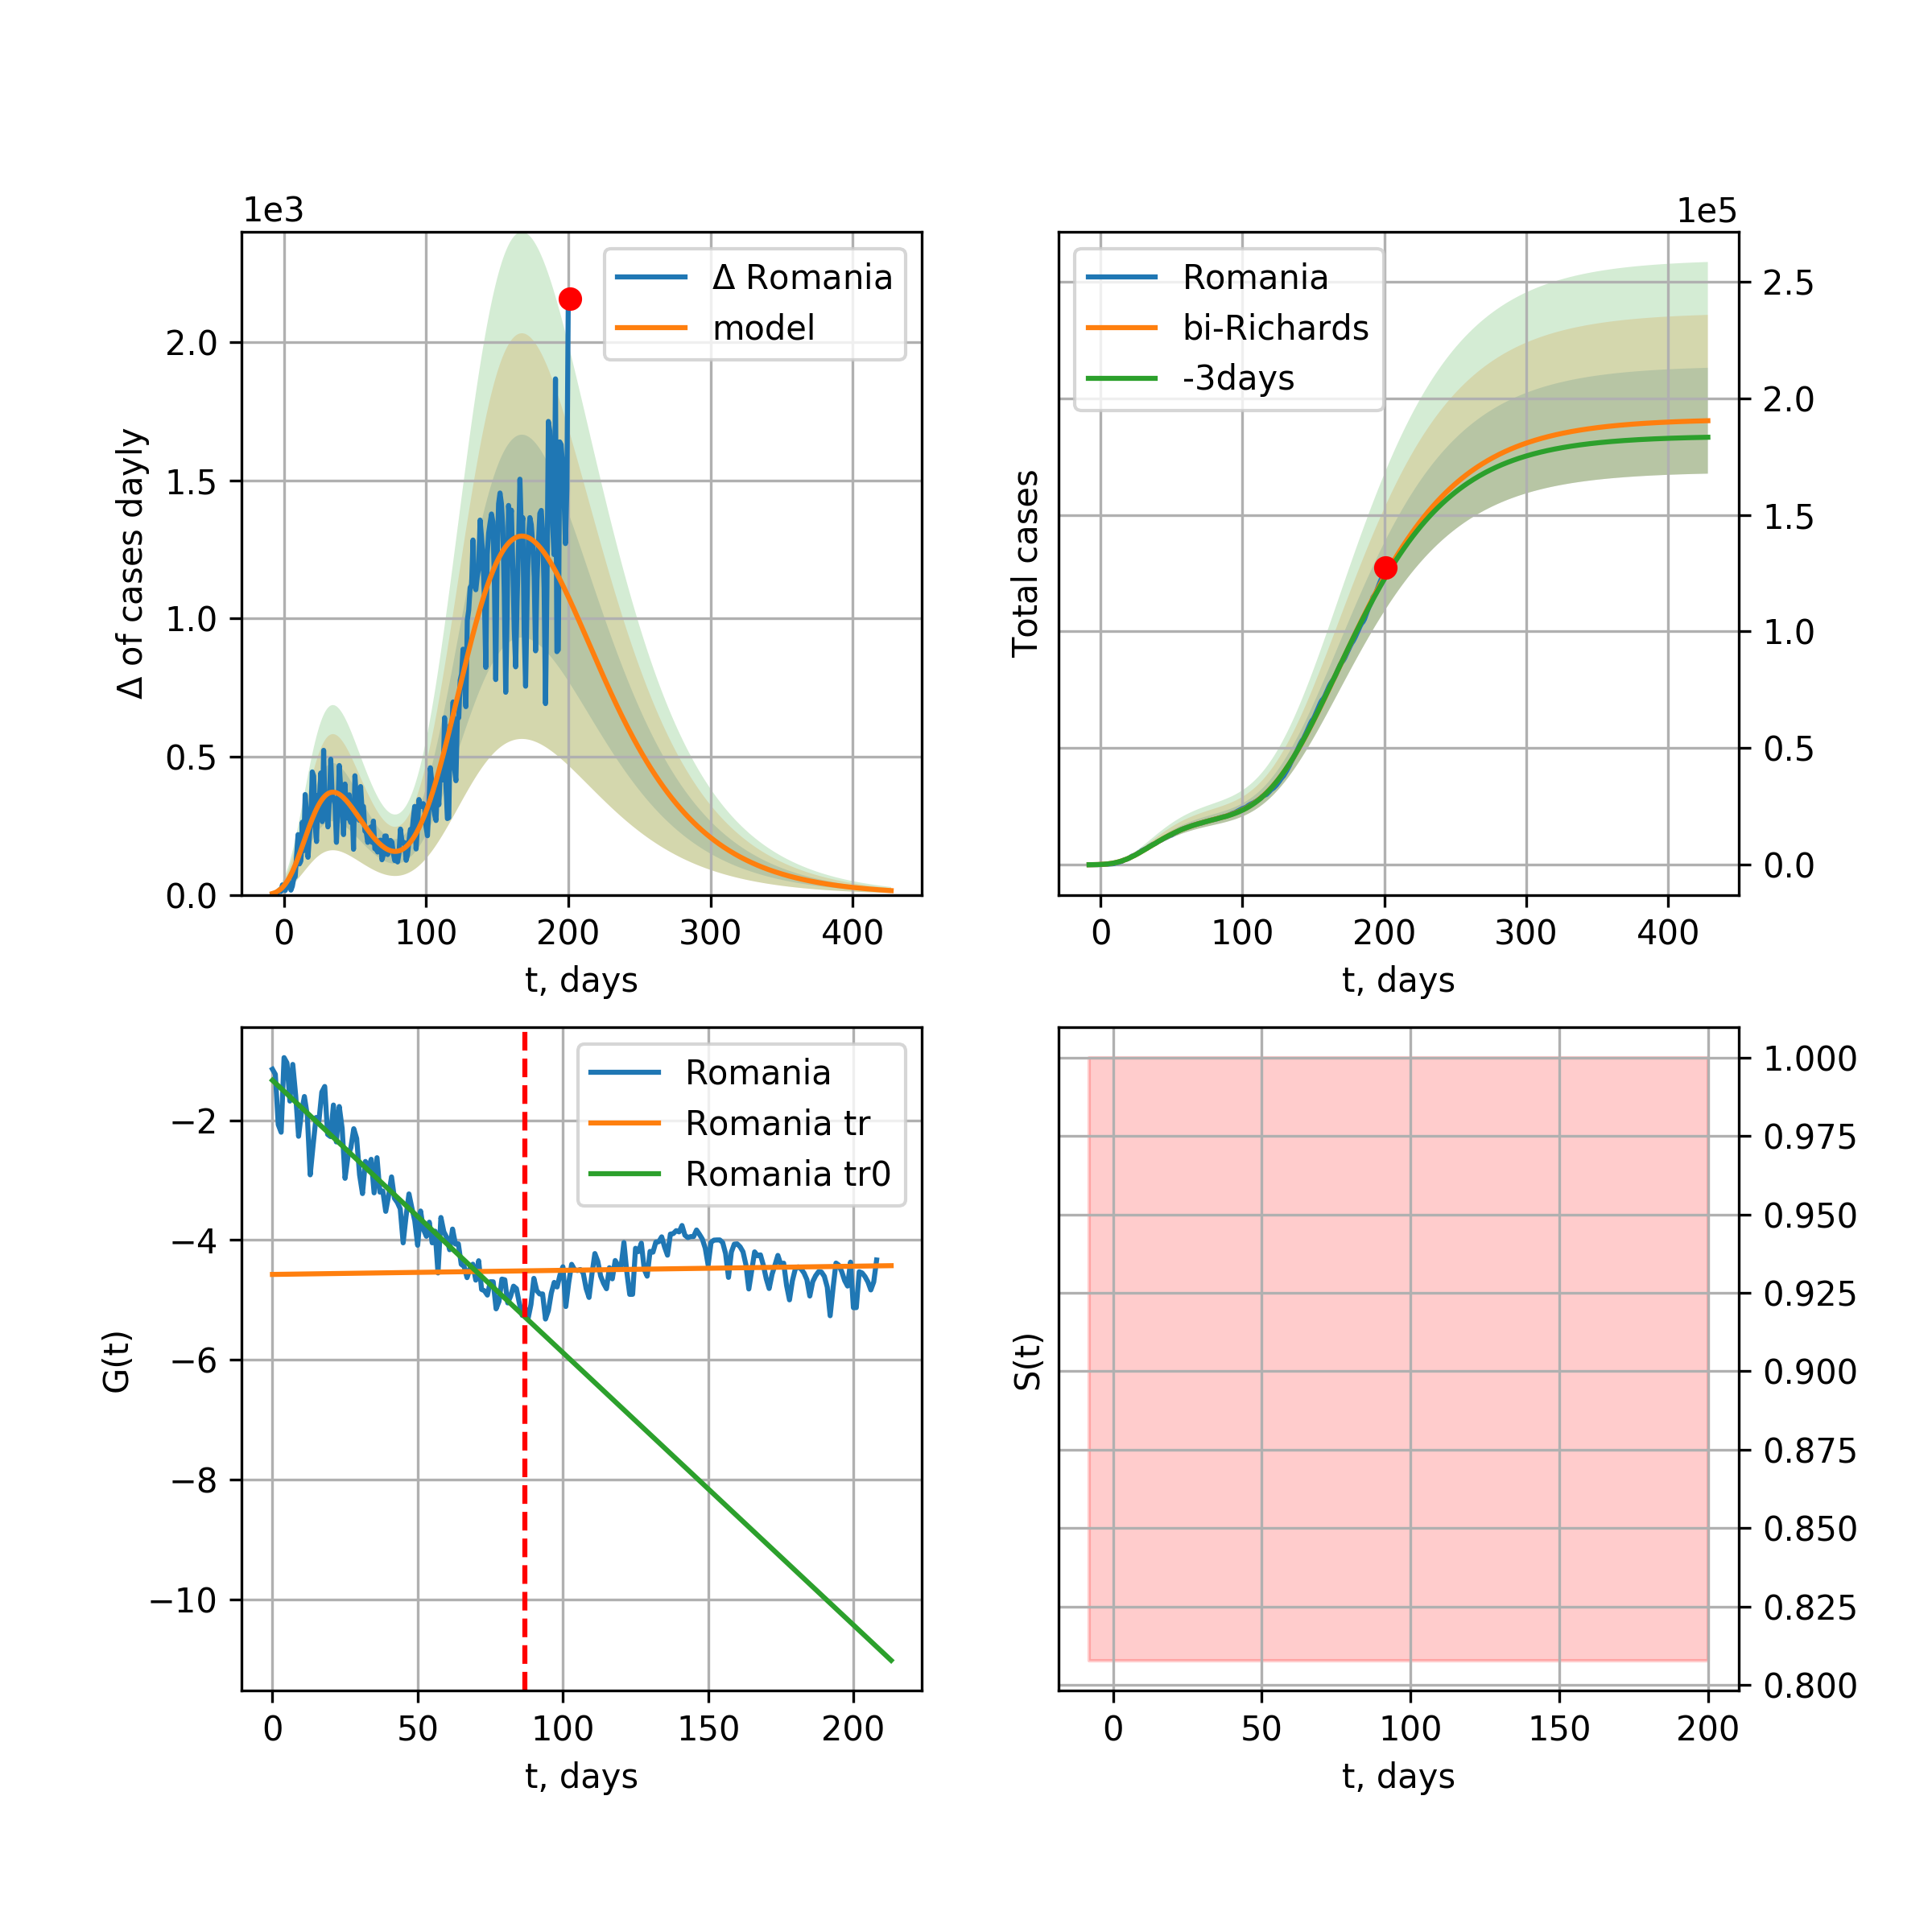 1e3
Δ of cases dayly
2.0
1.5
1.0
0.5
0.0
Δ Romania
model
0 100 200 300 400
t, days
1e5
Total cases
Romania
bi-Richards
-3days
2.5
2.0
1.5
1.0
0.5
0.0
0 100 200 300 400
t, days
G(t)
−2
−4
−6
−8
−10
Romania
Romania tr
Romania tr0
0 50 100 150 200
t, days
S(t)
1.000
0.975
0.950
0.925
0.900
0.875
0.850
0.825
0.800
0 50 100 150 200
t, days